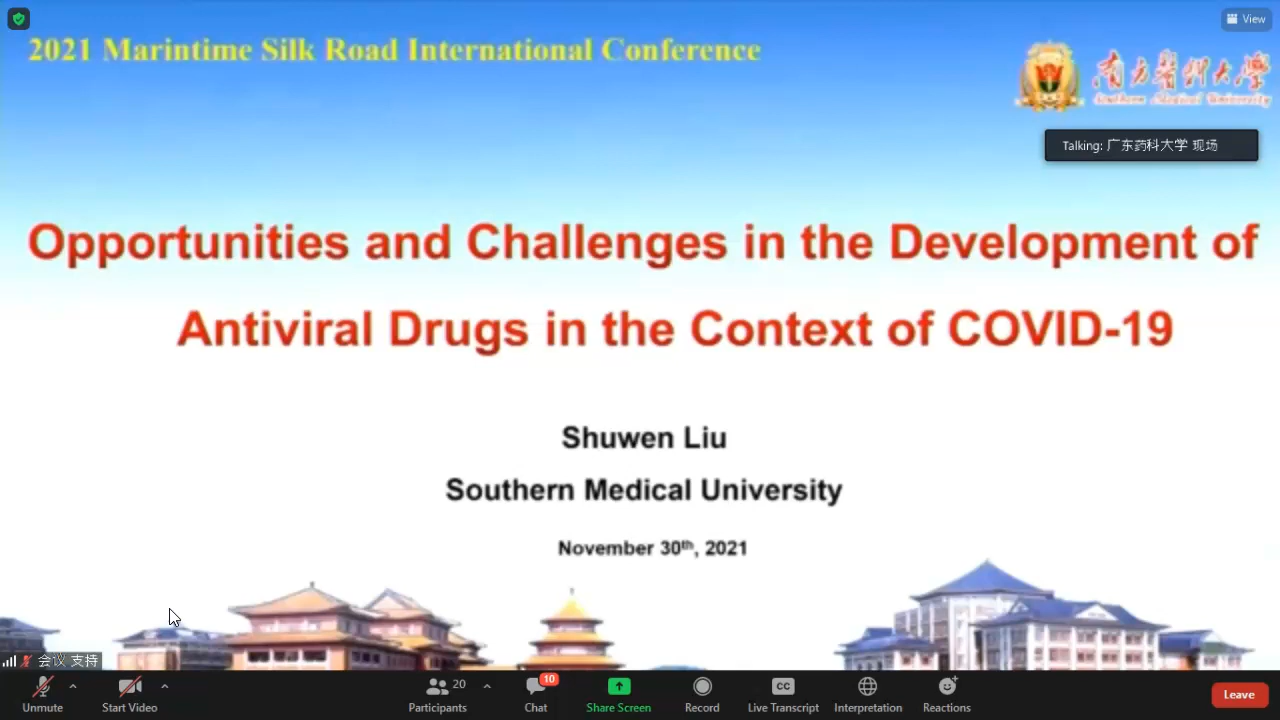 View
2021 Marintime Silk Road International Conference
南方醫科大學
Southern Medical University
Talking: 广东药科大学 现场
Opportunities and Challenges in the Development of
Antiviral Drugs in the Context of COVID-19
Shuwen Liu
Southern Medical University
November 30th, 2021
会议 支持
20
10
CC
Unmute
Start Video
Participants
Chat
Share Screen
Record
Live Transcript
Interpretation
Reactions
Leave